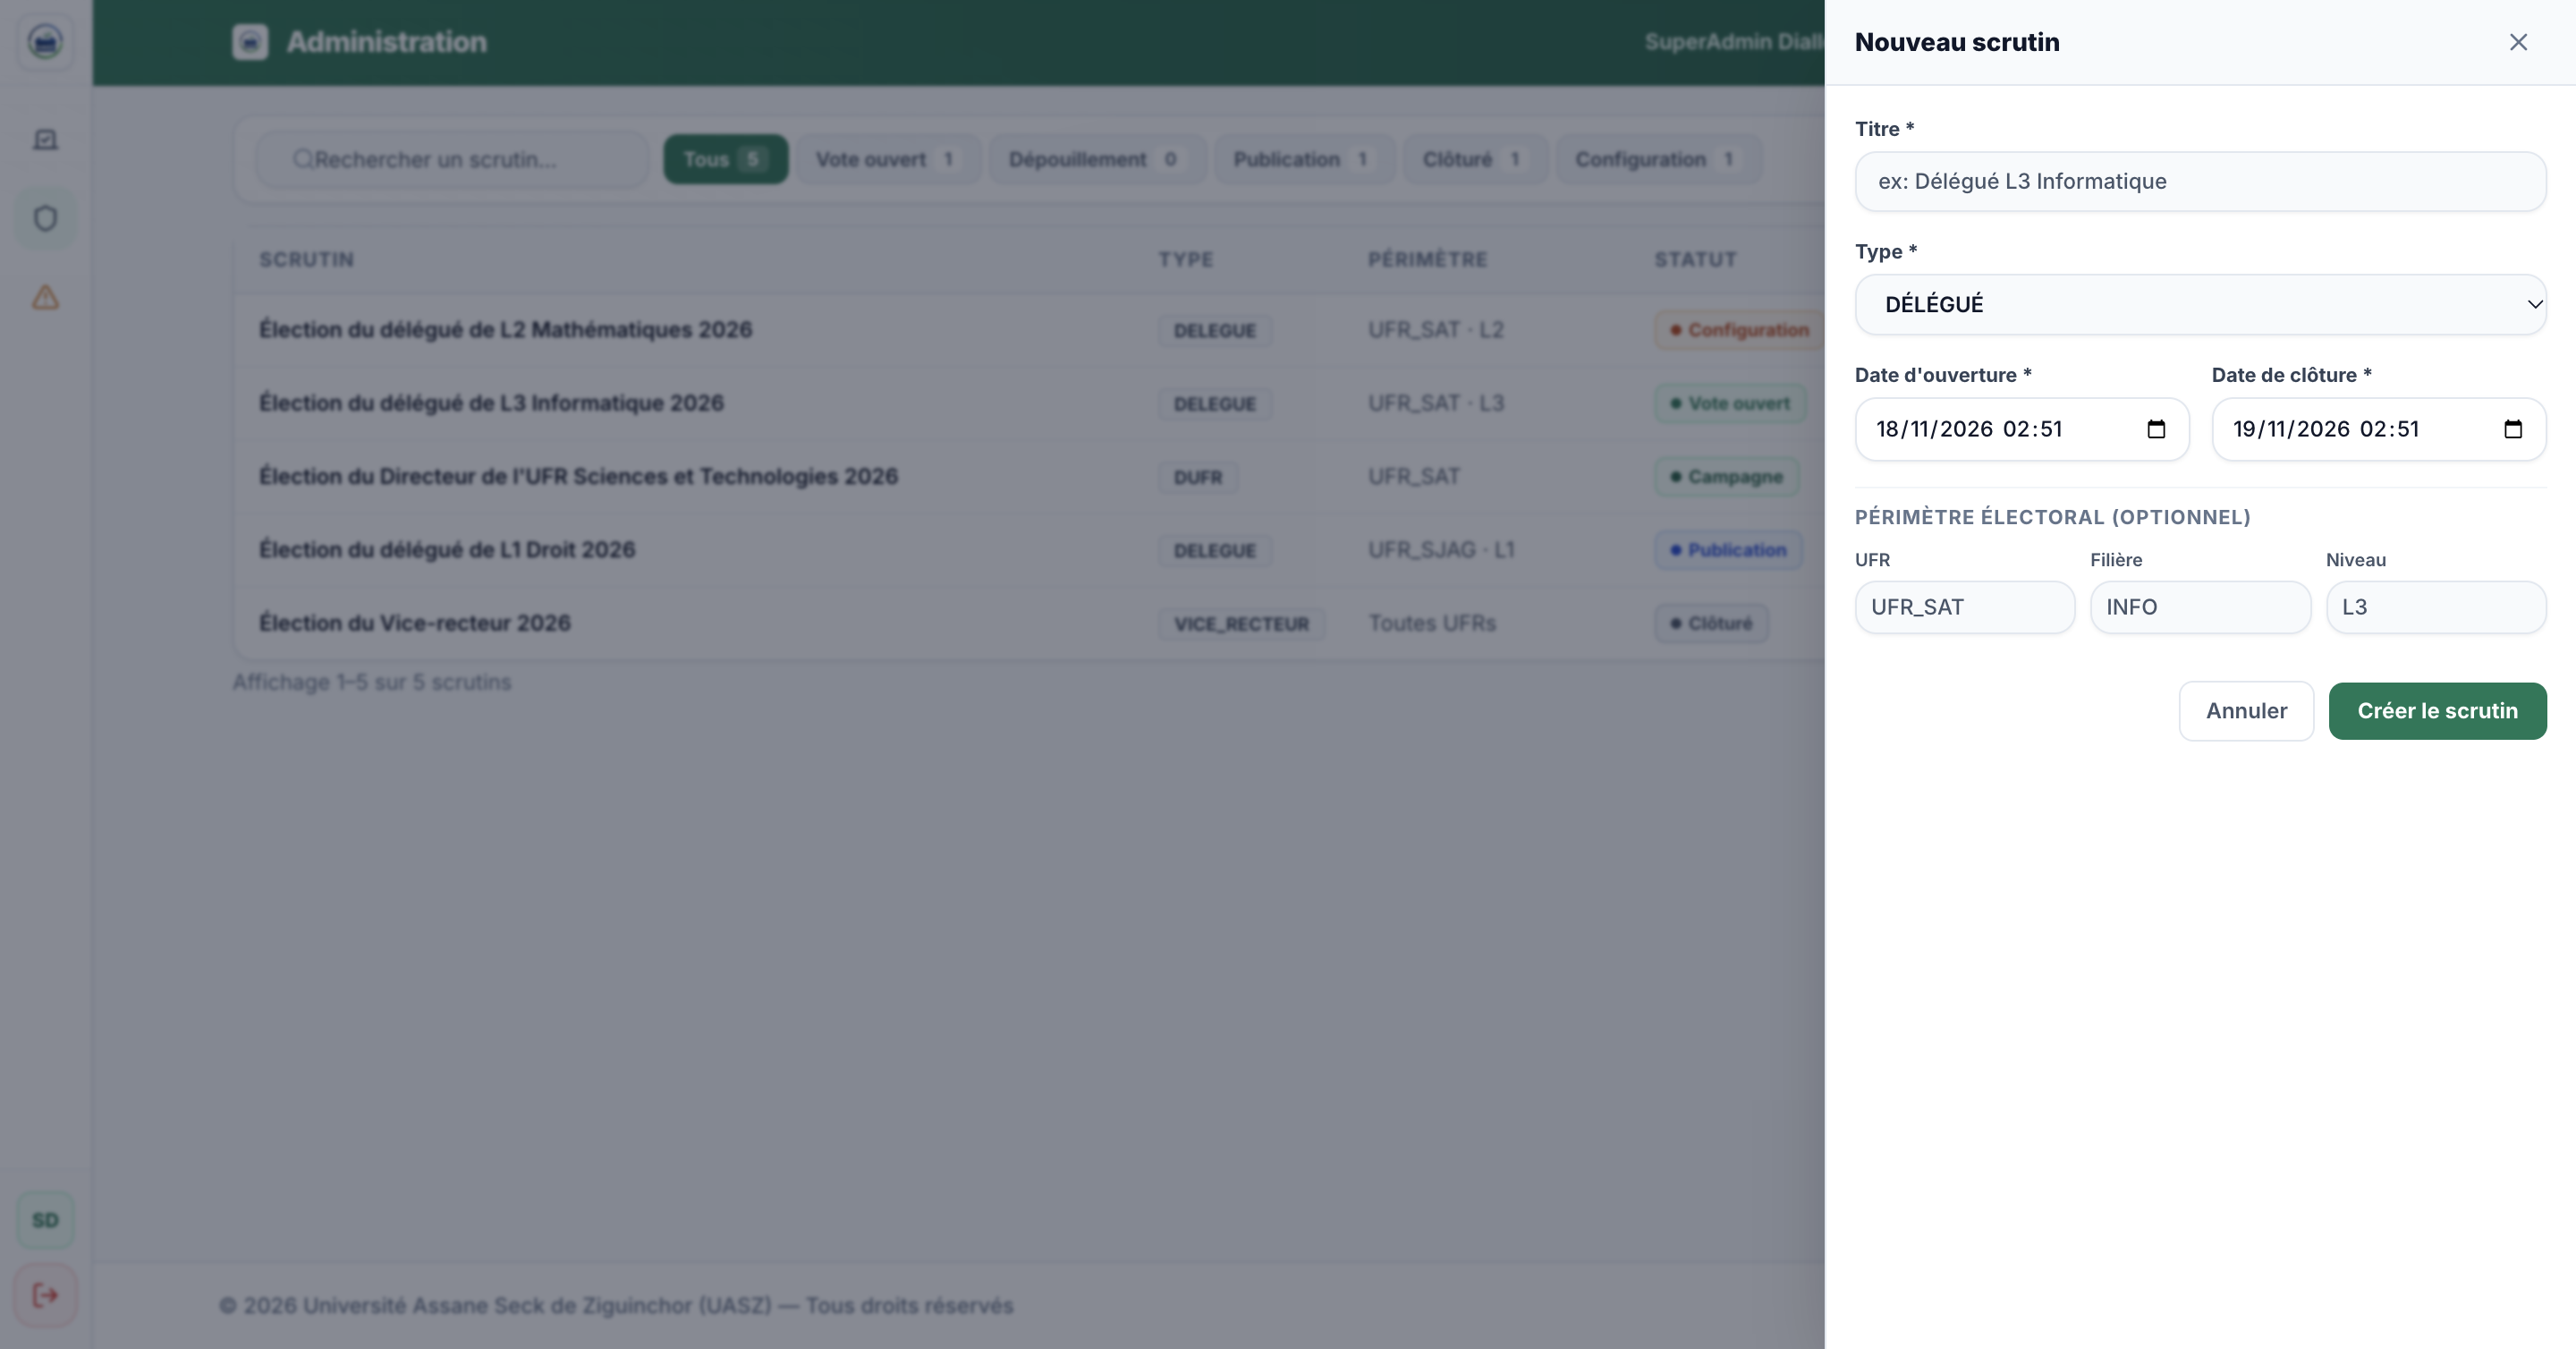 Administration
SuperAdmin
Rechercher un scrutin...
Tous 5
Vote ouvert 1
Dépouillement 0
Publication 1
Clôturé 1
Configuration 1
SCRUTIN TYPE PÉRIMÈTRE STATUT
Élection du délégué de L2 Mathématiques 2026 DELEGUE UFR_SAT · L2 Configuration
Élection du délégué de L3 Informatique 2026 DELEGUE UFR_SAT · L3 Vote ouvert
Élection du Directeur de l'UFR Sciences et Technologies 2026 DUFR UFR_SAT Campagne
Élection du délégué de L1 Droit 2026 DELEGUE UFR_SJAG · L1 Publication
Élection du Vice-recteur 2026 VICE_RECTEUR Toutes UFRs Clôturé
Affichage 1–5 sur 5 scrutins
SD
© 2026 Université Assane Seck de Ziguinchor (UASZ) — Tous droits réservés
Nouveau scrutin
Titre *
ex: Délégué L3 Informatique
Type *
DÉLÉGUÉ
Date d'ouverture * Date de clôture *
18/11/2026 02:51 19/11/2026 02:51
PÉRIMÈTRE ÉLECTORAL (OPTIONNEL)
UFR Filière Niveau
UFR_SAT INFO L3
Annuler Créer le scrutin